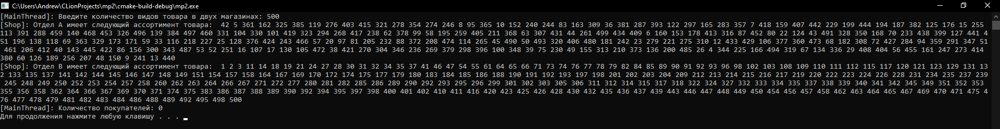 C:\Users\Andrew\CLionProjects\mp2\cmake-build-debug\mp2.exe
[MainThread]: Введите количество видов товара в двух магазинах: 500
[Shop]: Отдел A имеет следующий ассортимент товара:  42 5 361 162 325 385 119 276 403 415 321 278 354 274 246 8 95 365 10 152 240 244 83 163 309 36 381 287 393 122 297 165 283 357 7 418 159 407 442 229 199 444 194 187 382 125 176 15 255
113 391 288 459 140 468 453 326 496 139 384 497 460 331 104 330 101 419 323 294 268 417 238 62 378 99 58 195 259 405 211 368 63 307 431 44 261 499 434 409 6 160 153 178 413 316 87 452 80 22 124 43 491 328 350 168 70 233 438 399 127 441 4
51 196 138 118 69 363 329 173 171 59 33 116 218 227 25 128 376 424 243 466 57 20 97 81 205 232 88 372 208 474 114 265 45 490 50 493 320 406 480 181 242 23 279 221 275 310 12 433 429 106 377 360 473 68 182 308 72 427 284 94 359 291 347 51
 461 206 412 40 143 445 422 86 156 300 343 487 53 52 251 16 107 17 130 105 472 38 421 270 304 346 236 269 379 298 396 100 348 39 75 230 49 155 313 210 373 136 200 485 26 4 344 225 166 494 319 67 134 336 29 408 404 56 455 161 247 273 414
380 60 126 189 256 207 48 150 9 241 13 440
[Shop]: Отдел B имеет следующий ассортимент товара:  1 2 3 11 14 18 19 21 24 27 28 30 31 32 34 35 37 41 46 47 54 55 61 64 65 66 71 73 74 76 77 78 79 82 84 85 89 90 91 92 93 96 98 102 103 108 109 110 111 112 115 117 120 121 123 129 131 13
2 133 135 137 141 142 144 145 146 147 148 149 151 154 157 158 164 167 169 170 172 174 175 177 179 180 183 184 185 186 188 190 191 192 193 197 198 201 202 203 204 209 212 213 214 215 216 217 219 220 222 223 224 226 228 231 234 235 237 239
 245 248 249 250 252 253 254 257 258 260 262 263 264 266 267 271 272 277 280 281 282 285 286 289 290 292 293 295 296 299 301 302 303 305 306 311 312 314 315 317 318 322 324 327 332 333 334 335 337 338 339 340 341 342 345 349 351 352 353
355 356 358 362 364 366 367 369 370 371 374 375 383 386 387 388 389 390 392 394 395 397 398 400 401 402 410 411 416 420 423 425 426 428 430 432 435 436 437 439 443 446 447 448 449 450 454 456 457 458 462 463 464 465 467 469 470 471 475 4
76 477 478 479 481 482 483 484 486 488 489 492 495 498 500
[MainThread]: Количество покупателей: 0
Для продолжения нажмите любую клавишу . . .